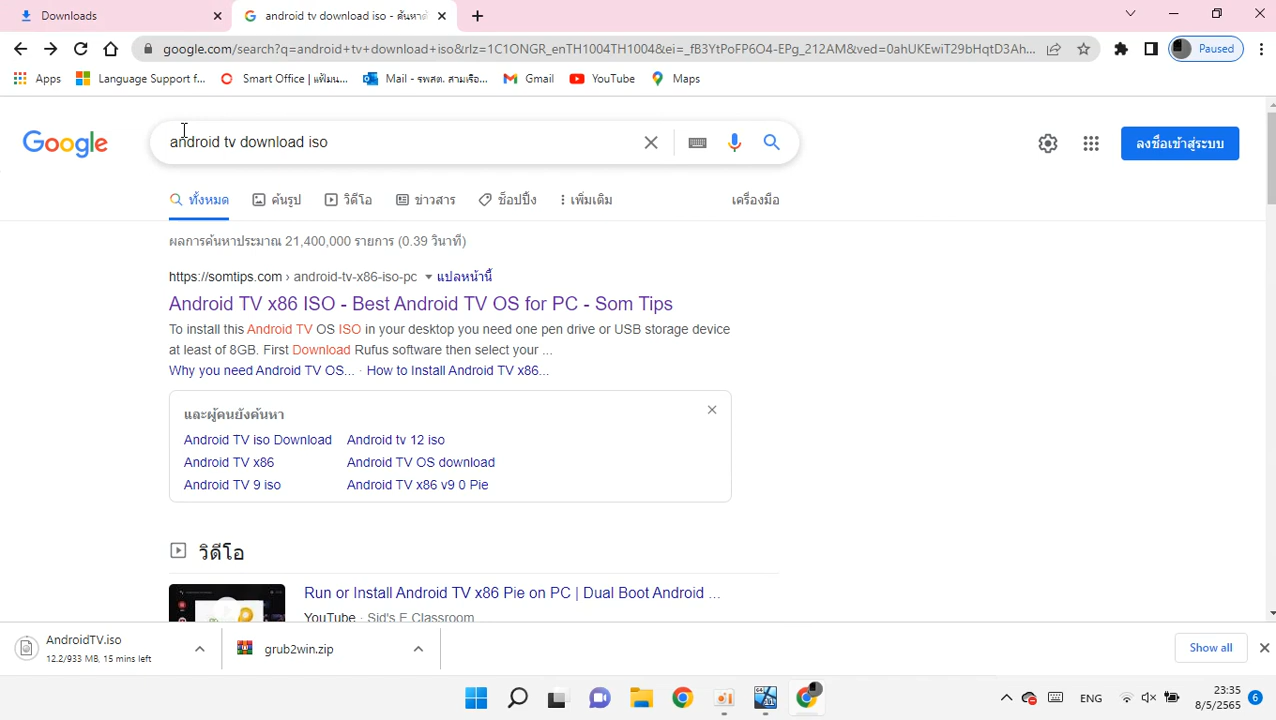 Downloads
android tv download iso - ค้นหาด้
google.com/search?q=android+tv+download+iso&rlz=1C1ONGR_enTH1004TH1004&ei=_fB3YtPoFP6O4-EPg_212AM&ved=0ahUKEwiT29bHqtD3Ah...
Paused
Apps
Language Support f...
Smart Office | แฟ้มน...
Mail - รพสต. สามเรือ...
Gmail
YouTube
Maps
Google
android tv download iso
ลงชื่อเข้าสู่ระบบ
ทั้งหมด
ค้นรูป
วิดีโอ
ข่าวสาร
ช็อปปิ้ง
เพิ่มเติม
เครื่องมือ
ผลการค้นหาประมาณ 21,400,000 รายการ (0.39 วินาที)
https://somtips.com › android-tv-x86-iso-pc
แปลหน้านี้
Android TV x86 ISO - Best Android TV OS for PC - Som Tips
To install this Android TV OS ISO in your desktop you need one pen drive or USB storage device
at least of 8GB. First Download Rufus software then select your ...
Why you need Android TV OS... · How to Install Android TV x86...
และผู้คนยังค้นหา
Android TV iso Download Android tv 12 iso
Android TV x86 Android TV OS download
Android TV 9 iso Android TV x86 v9 0 Pie
วิดีโอ
Run or Install Android TV x86 Pie on PC | Dual Boot Android ...
YouTube · Sid's E Classroom
AndroidTV.iso
12.2/933 MB, 15 mins left
grub2win.zip
Show all
ENG
23:35
8/5/2565
6